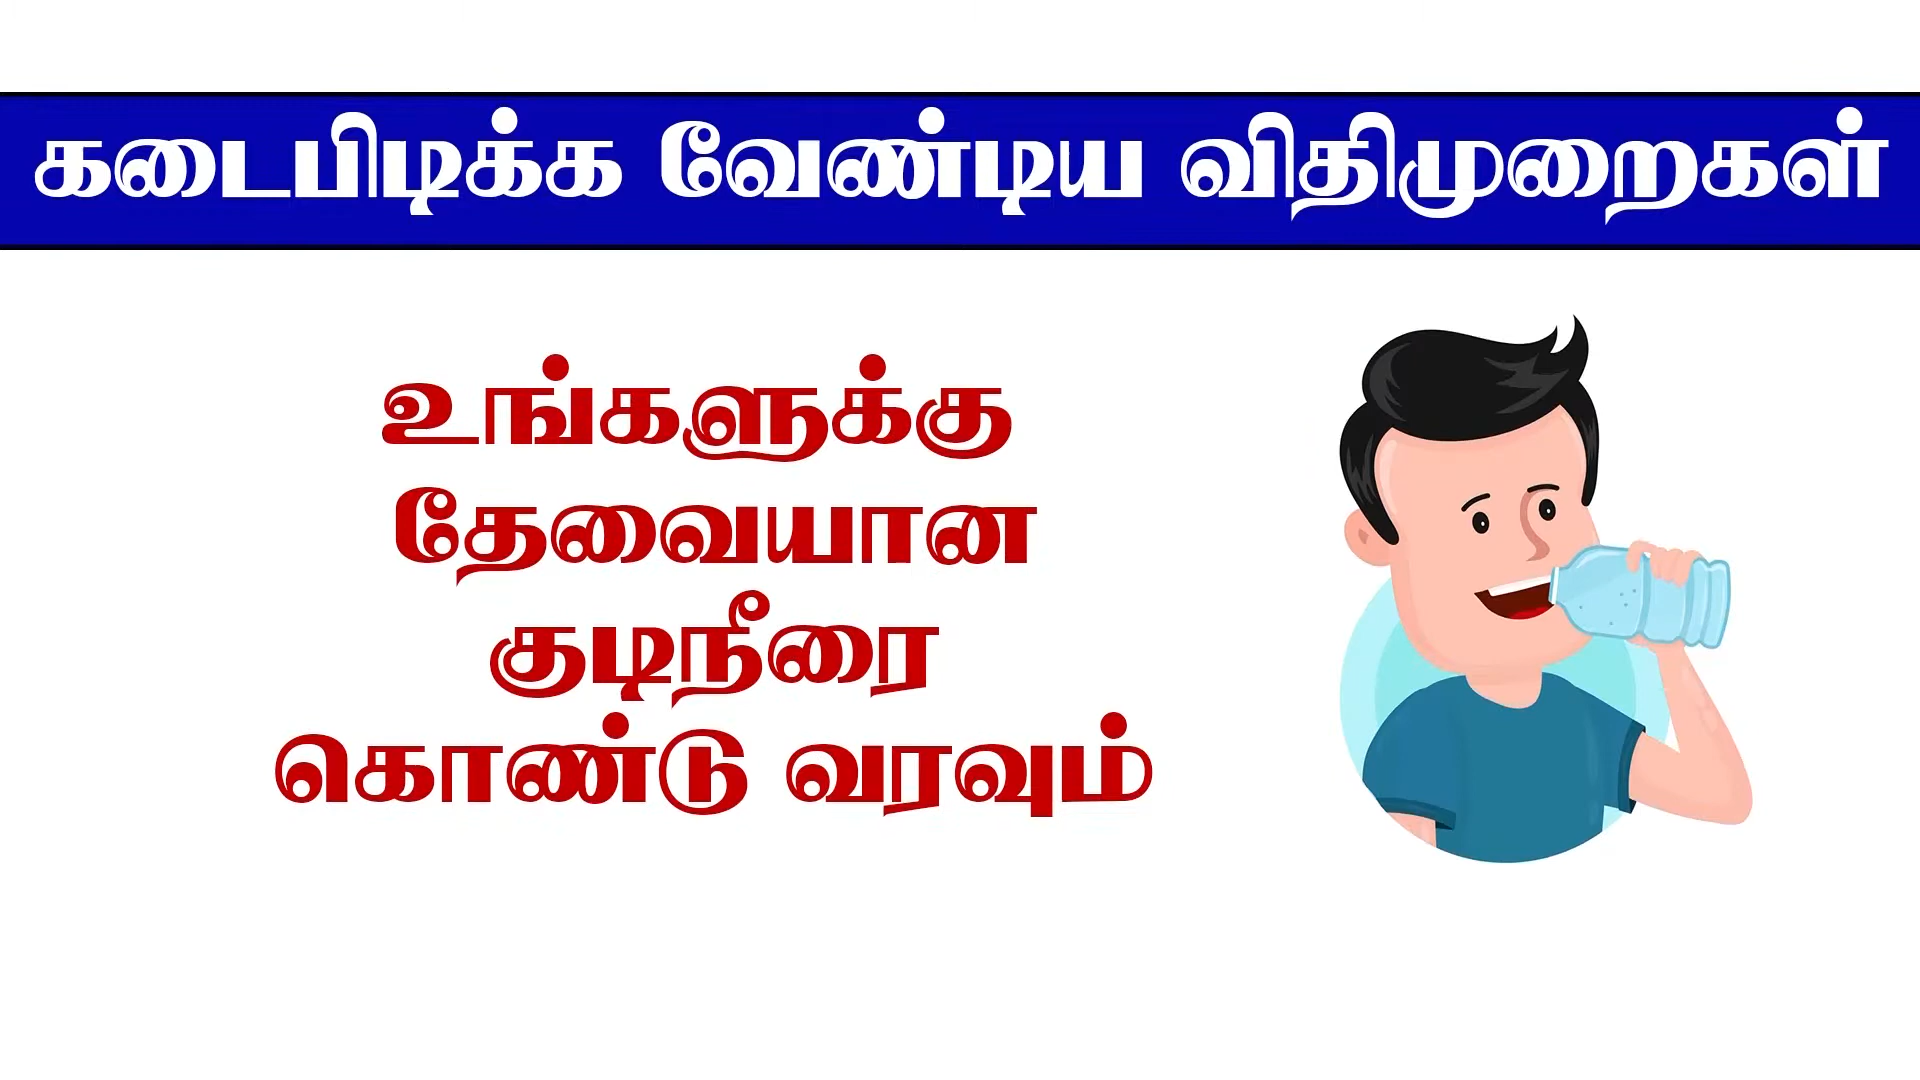 கடைபிடிக்க வேண்டிய விதிமுறைகள்
உங்களுக்கு
தேவையான
குடிநீரை
கொண்டு வரவும்